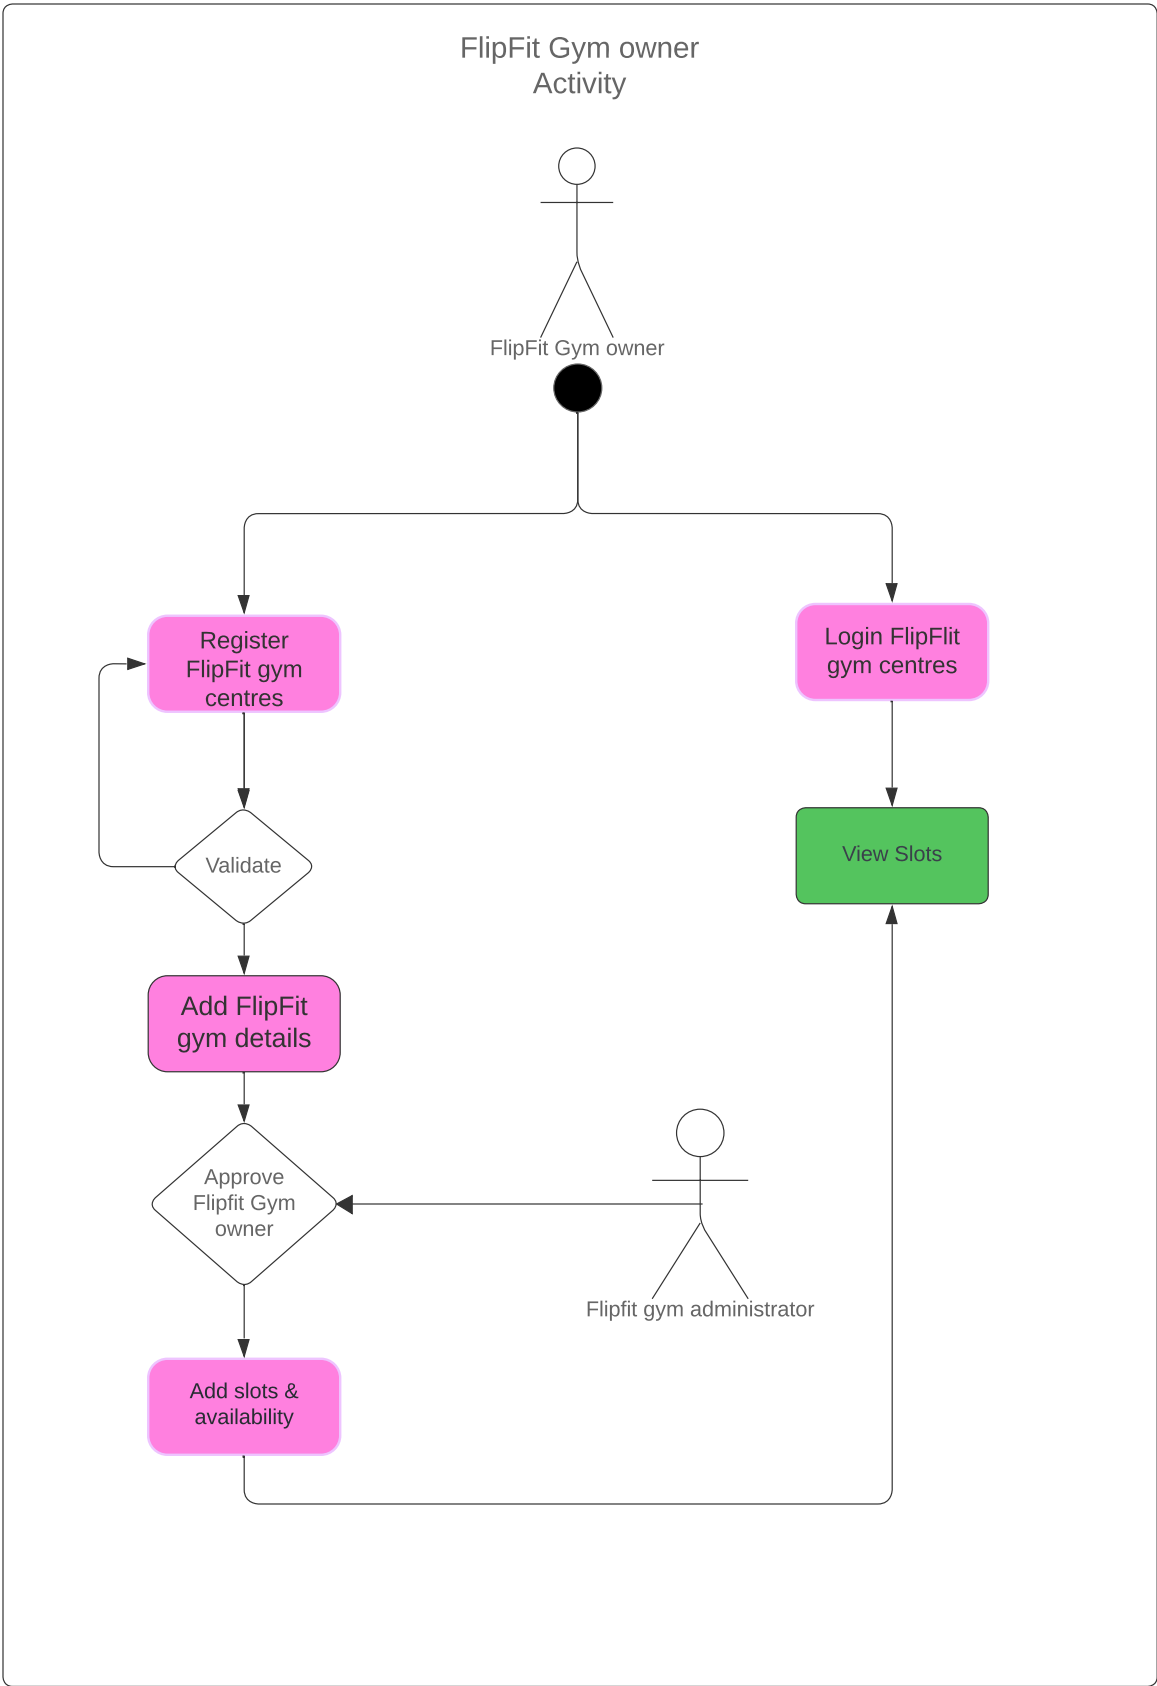 FlipFit Gym owner
Activity
FlipFit Gym owner
Register
FlipFit gym
centres
Login FlipFlit
gym centres
Validate
View Slots
Add FlipFit
gym details
Approve
Flipfit Gym
owner
Flipfit gym administrator
Add slots &
availability